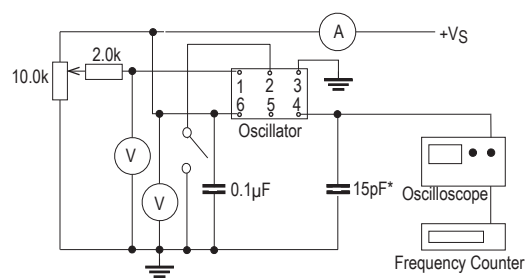 A
+VS
2.0k
10.0k
1 2 3
6 5 4
Oscillator
V
V
0.1µF
15pF*
Oscilloscope
Frequency Counter